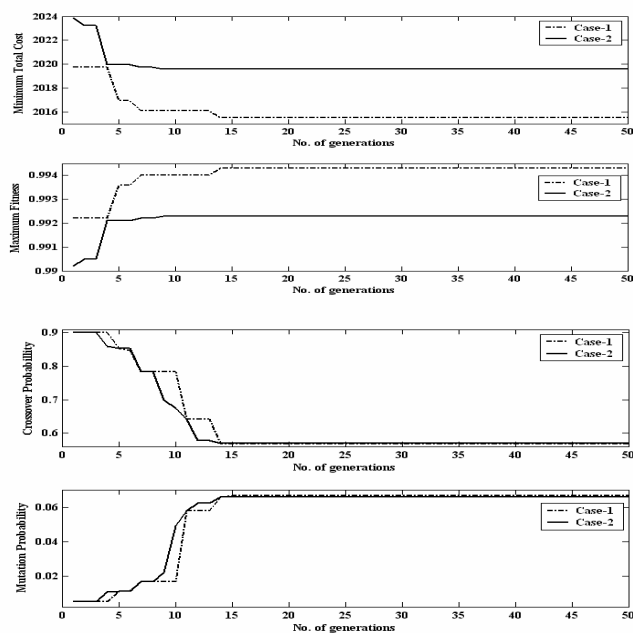 Minimum Total Cost
2024
2022
2020
2018
2016
0 5 10 15 20 25 30 35 40 45 50
No. of generations
Case-1
Case-2
Maximum Fitness
0.994
0.993
0.992
0.991
0.99
0 5 10 15 20 25 30 35 40 45 50
No. of generations
Case-1
Case-2
Crossover Probability
0.9
0.8
0.7
0.6
0 5 10 15 20 25 30 35 40 45 50
No. of generations
Case-1
Case-2
Mutation Probability
0.06
0.04
0.02
0 5 10 15 20 25 30 35 40 45 50
No. of generations
Case-1
Case-2